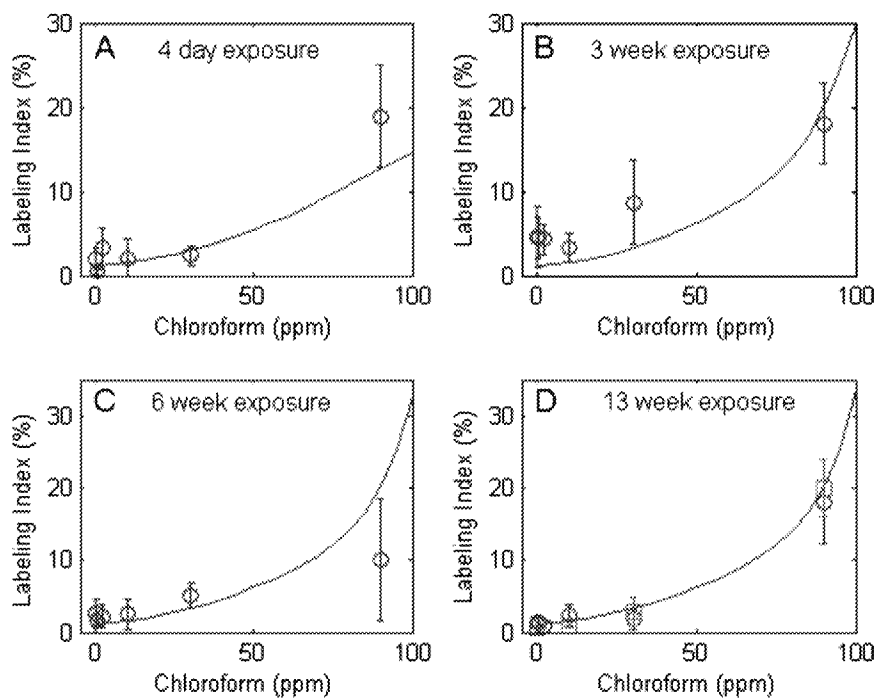 A 4 day exposure
30
20
10
0
Labeling Index (%)
0 50 100
Chloroform (ppm)
B 3 week exposure
30
20
10
0
Labeling Index (%)
0 50 100
Chloroform (ppm)
C 6 week exposure
30
20
10
0
Labeling Index (%)
0 50 100
Chloroform (ppm)
D 13 week exposure
30
20
10
0
Labeling Index (%)
0 50 100
Chloroform (ppm)